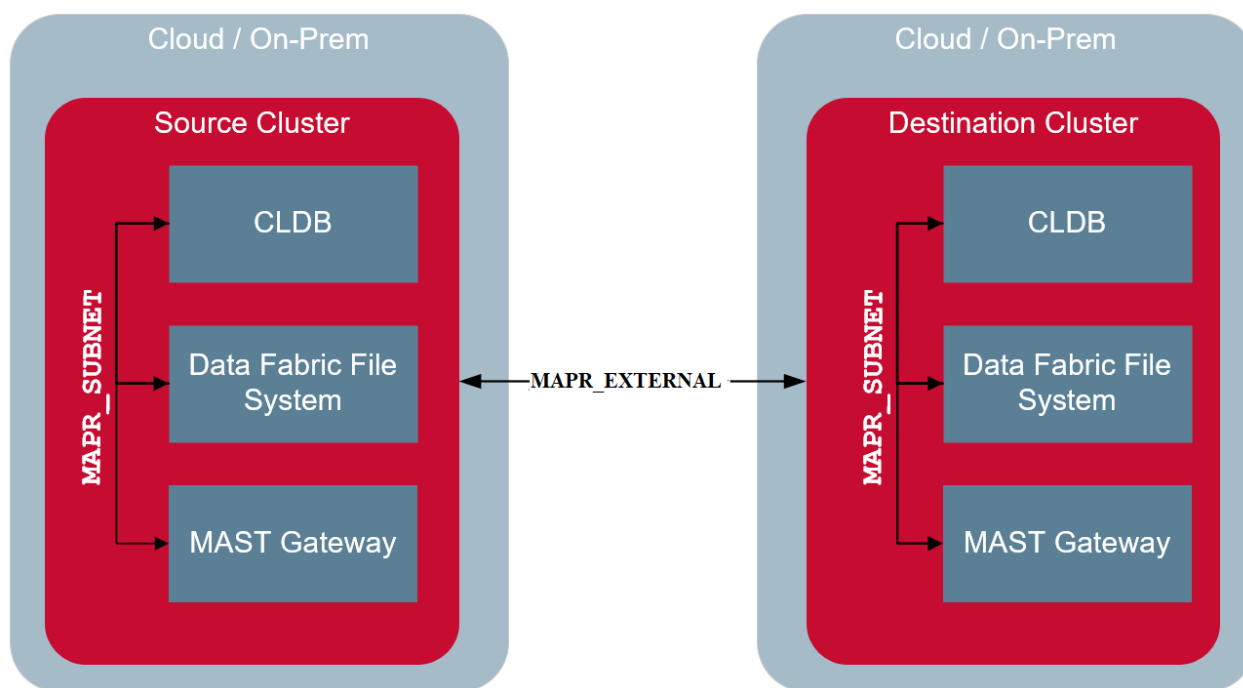 Cloud / On-Prem
Source Cluster
CLDB
MAPR_SUBNET
Data Fabric File
System
MAST Gateway
MAPR_EXTERNAL
Cloud / On-Prem
Destination Cluster
CLDB
MAPR_SUBNET
Data Fabric File
System
MAST Gateway